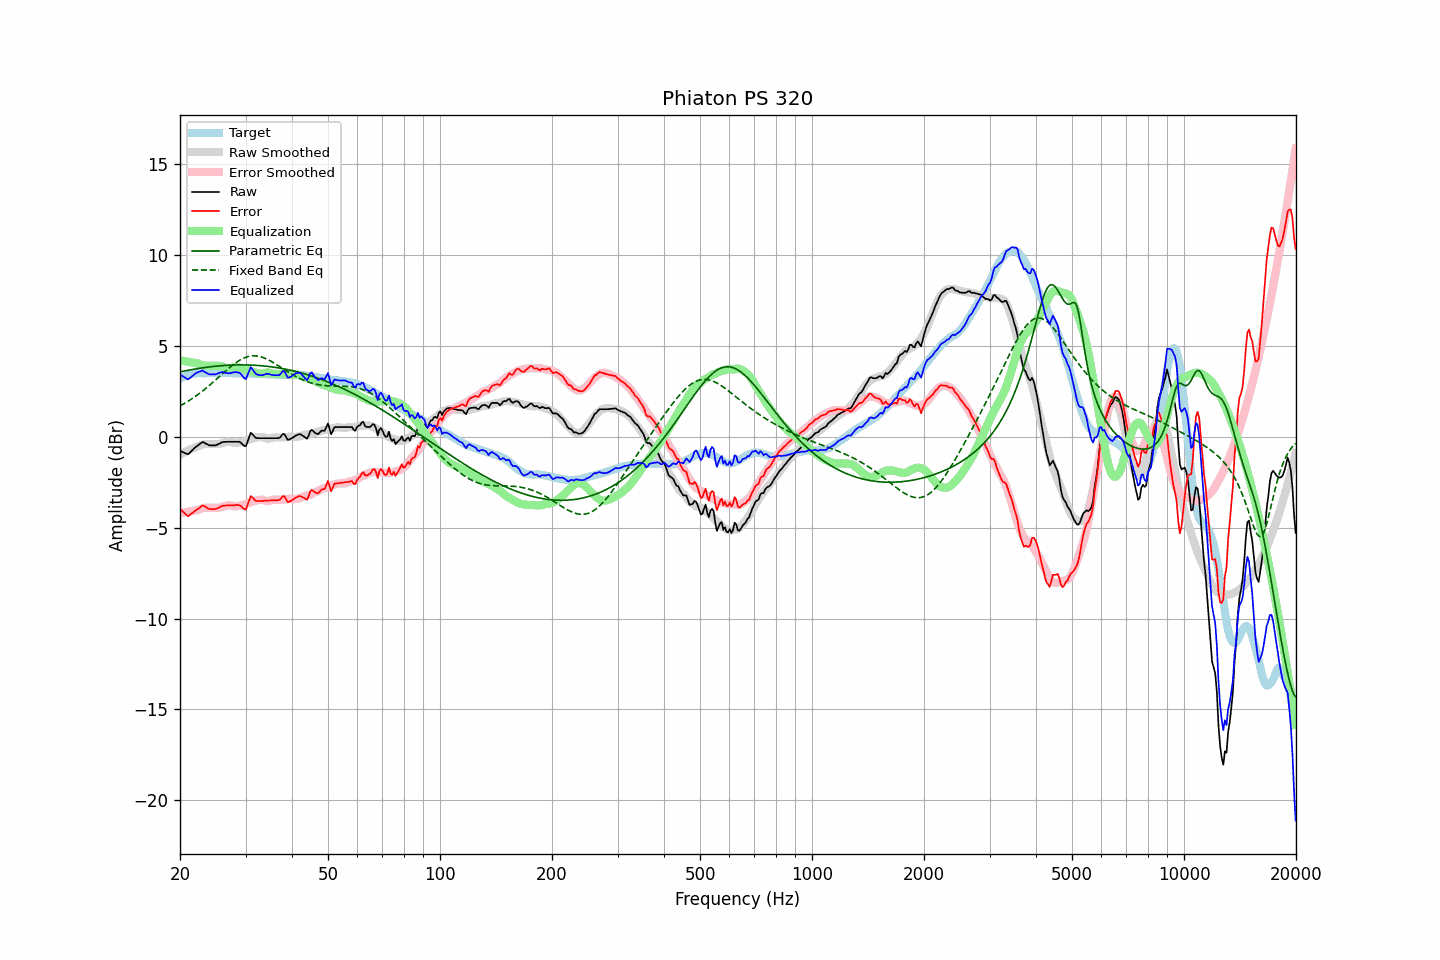 Phiaton PS 320
Target
Raw Smoothed
Error Smoothed
Raw
Error
Equalization
Parametric Eq
Fixed Band Eq
Equalized
Amplitude (dBr)
15
10
5
0
−5
−10
−15
−20
20 50 100 200 500 1000 2000 5000 10000 20000
Frequency (Hz)